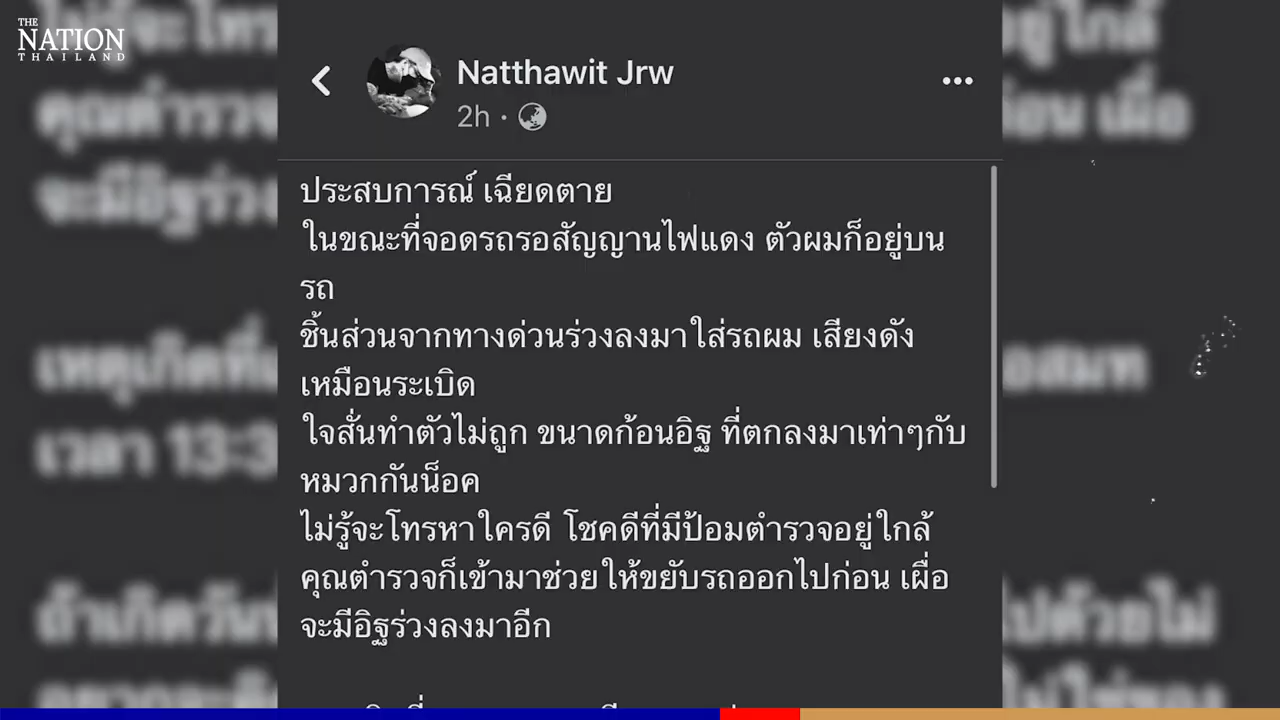 THE
NATION
THAILAND
Natthawit Jrw
2h
ประสบการณ์ เฉียดตาย
ในขณะที่จอดรถรอสัญญานไฟแดง ตัวผมก็อยู่บน
รถ
ชิ้นส่วนจากทางด่วนร่วงลงมาใส่รถผม เสียงดัง
เหมือนระเบิด
ใจสั่นทำตัวไม่ถูก ขนาดก้อนอิฐ ที่ตกลงมาเท่าๆกับ
หมวกกันน็อค
ไม่รู้จะโทรหาใครดี โชคดีที่มีป้อมตำรวจอยู่ใกล้
คุณตำรวจก็เข้ามาช่วยให้ขยับรถออกไปก่อน เผื่อ
จะมีอิฐร่วงลงมาอีก